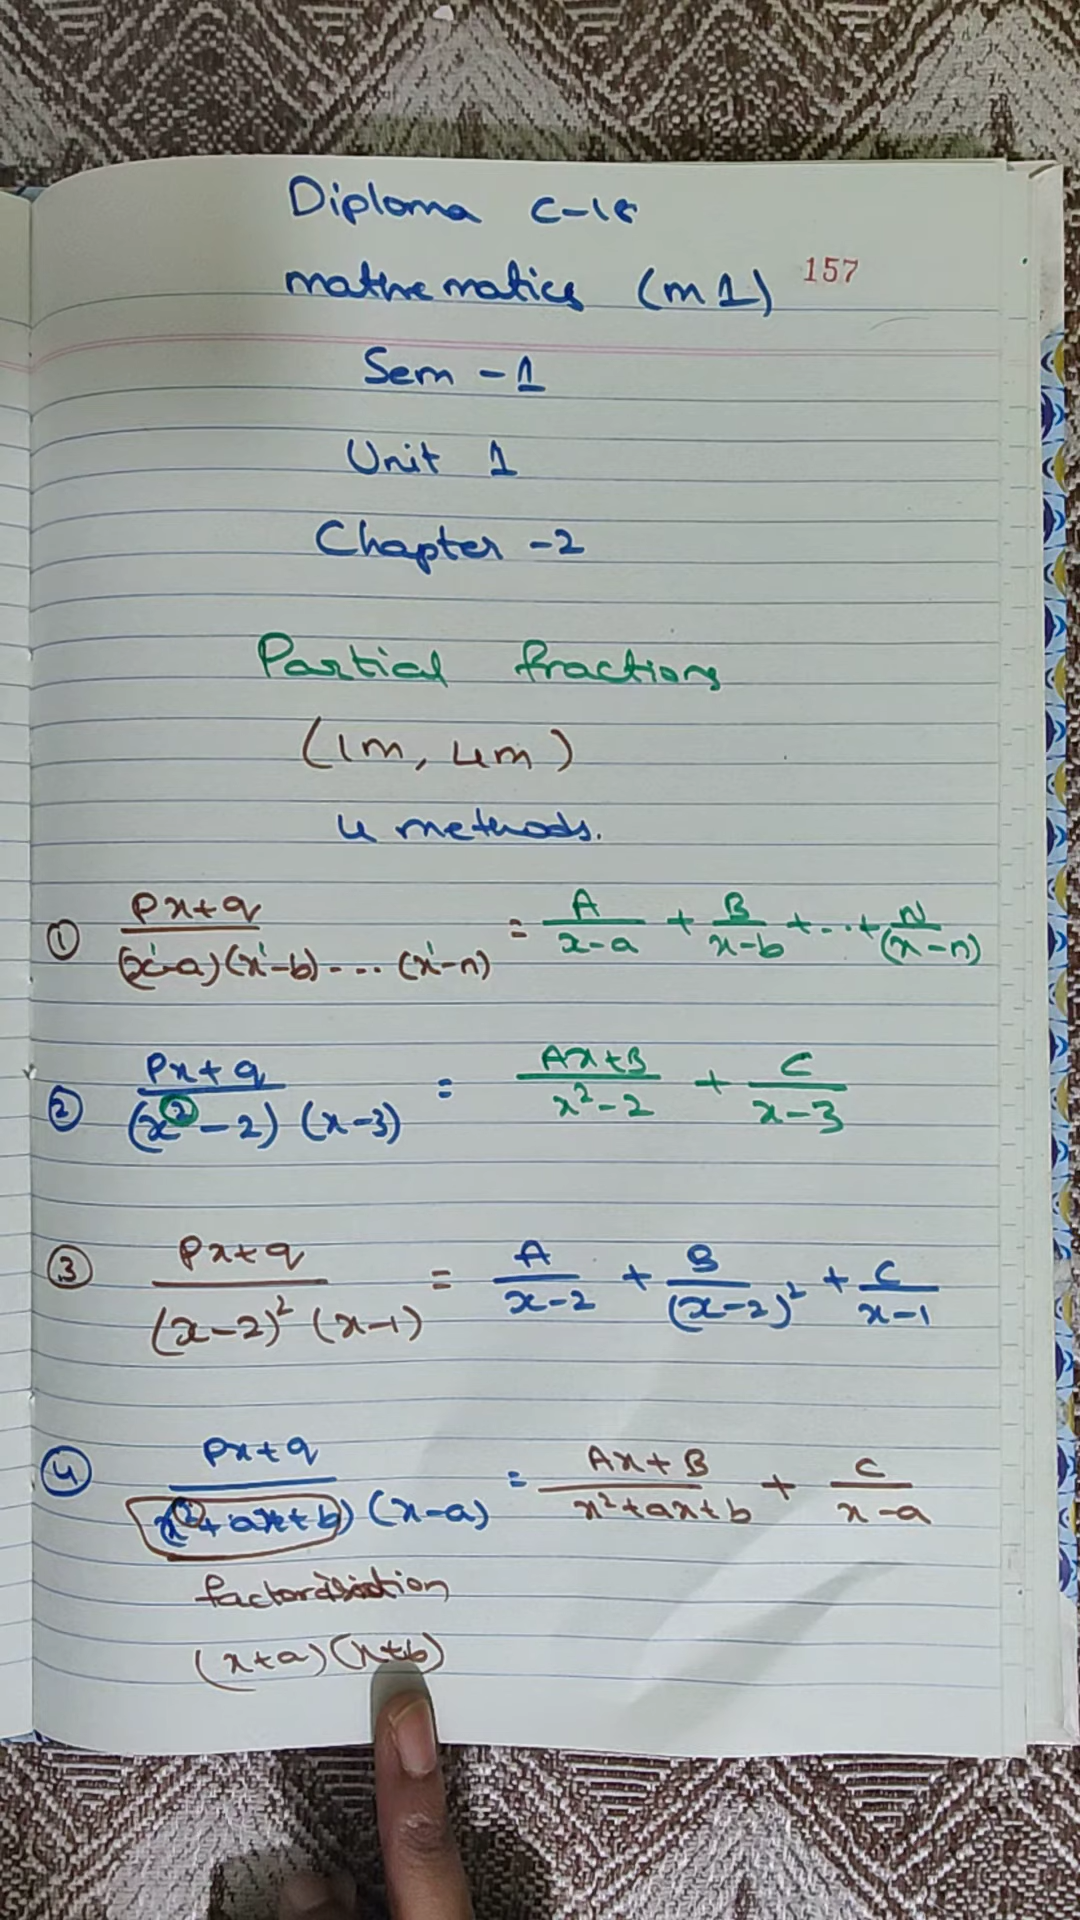 Diploma C-18
mathematics (m1) 157
Sem - 1
Unit 1
Chapter - 2
Partial fractions
(1m, 4m)
4 methods.
① Px+q / (x-a)(x-b)....(x-n) = A/x-a + B/x-b + ... + N/(x-n)
② Px+q / (x²-2)(x-3) = Ax+B/x²-2 + C/x-3
③ Px+q / (x-2)²(x-1) = A/x-2 + B/(x-2)² + C/x-1
④ Px+q / (x²+ax+b)(x-a) = Ax+B/x²+ax+b + C/x-a
(x+a)(x+b)